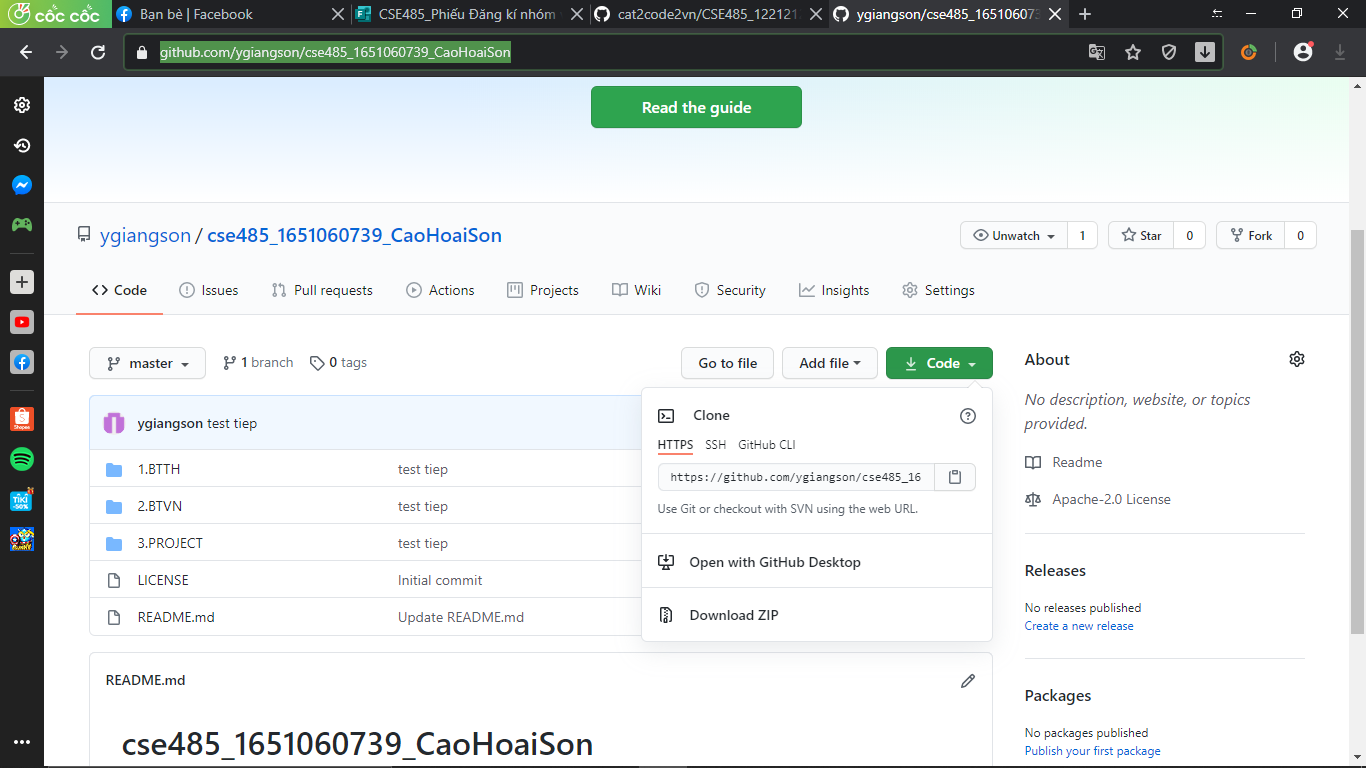 cốc cốc
Bạn bè | Facebook
CSE485_Phiếu Đăng kí nhóm
cat2code2vn/CSE485_122121
ygiangson/cse485_165106073
github.com/ygiangson/cse485_1651060739_CaoHoaiSon
Read the guide
ygiangson / cse485_1651060739_CaoHoaiSon
Unwatch 1
Star 0
Fork 0
Code
Issues
Pull requests
Actions
Projects
Wiki
Security
Insights
Settings
master
1 branch
0 tags
Go to file
Add file
Code
ygiangson test tiep
1.BTTH test tiep
2.BTVN test tiep
3.PROJECT test tiep
LICENSE Initial commit
README.md Update README.md
Clone
HTTPS SSH GitHub CLI
https://github.com/ygiangson/cse485_16
Use Git or checkout with SVN using the web URL.
Open with GitHub Desktop
Download ZIP
README.md
cse485_1651060739_CaoHoaiSon
About
No description, website, or topics
provided.
Readme
Apache-2.0 License
Releases
No releases published
Create a new release
Packages
No packages published
Publish your first package
Shopee
TIKI
-50%